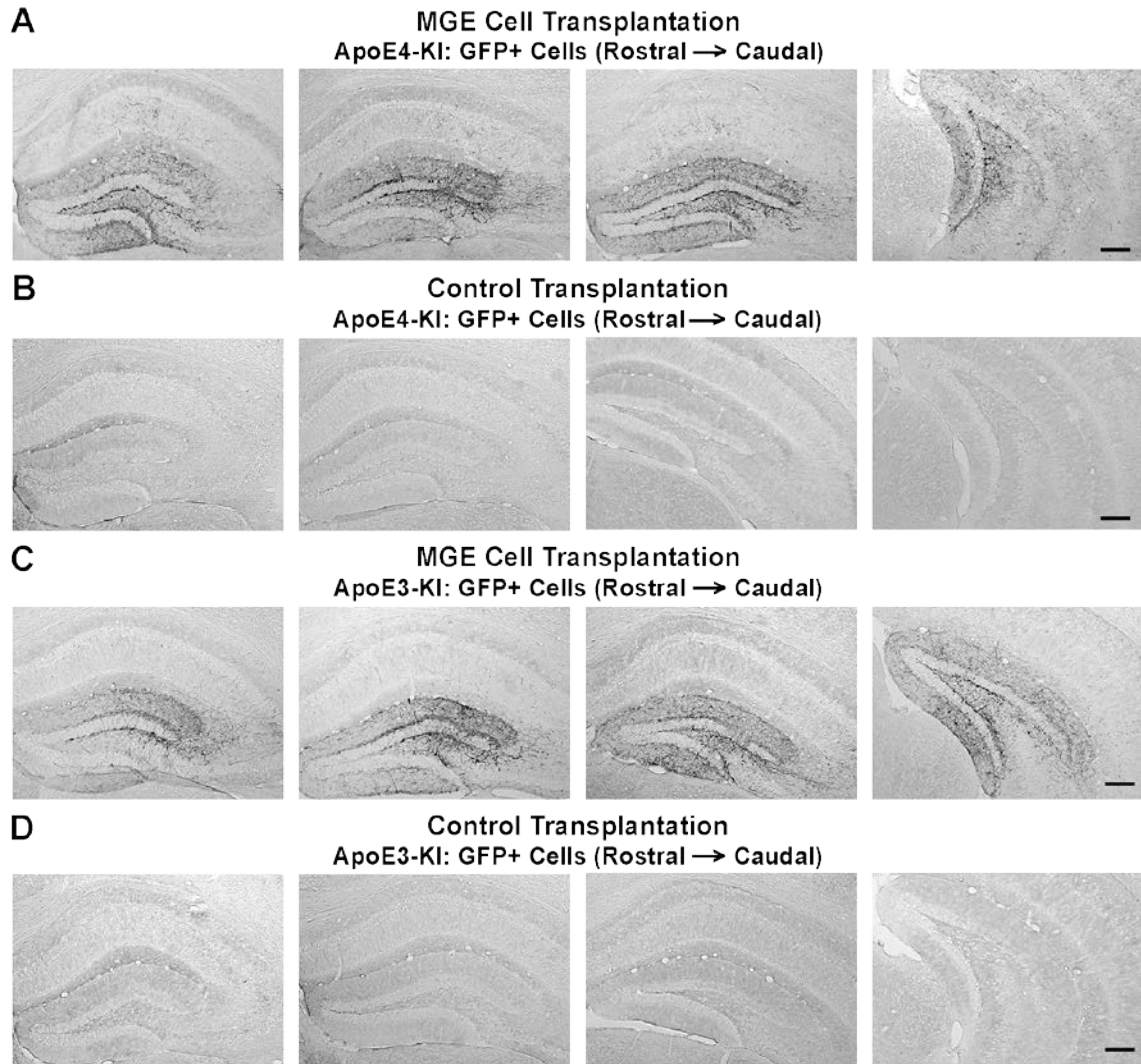 A
MGE Cell Transplantation
ApoE4-KI: GFP+ Cells (Rostral → Caudal)
B
Control Transplantation
ApoE4-KI: GFP+ Cells (Rostral → Caudal)
C
MGE Cell Transplantation
ApoE3-KI: GFP+ Cells (Rostral → Caudal)
D
Control Transplantation
ApoE3-KI: GFP+ Cells (Rostral → Caudal)